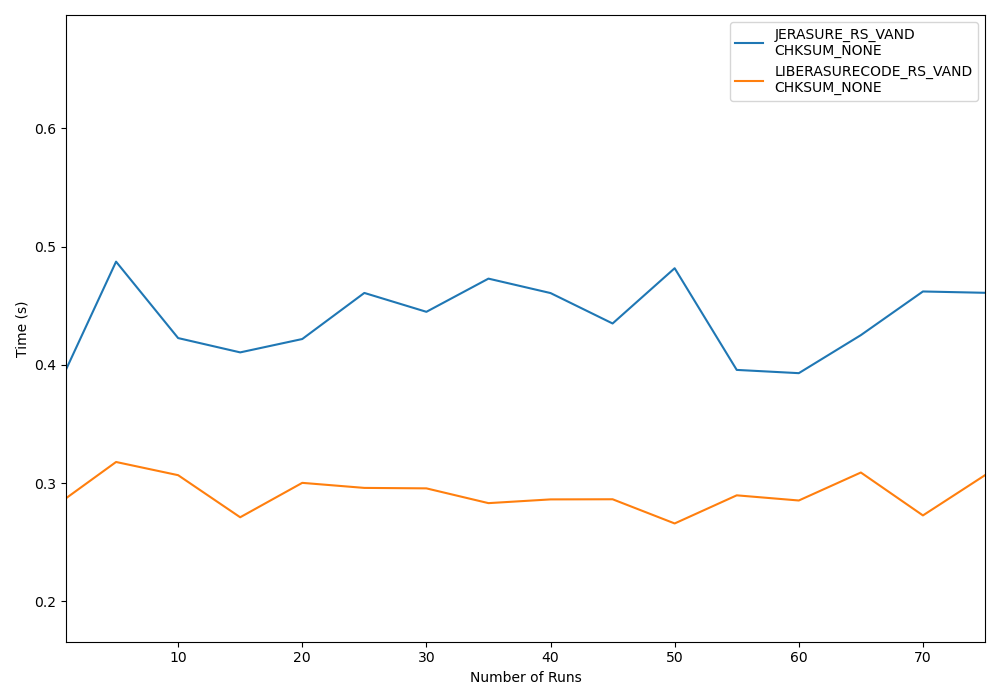 JERASURE_RS_VAND
CHKSUM_NONE
LIBERASURECODE_RS_VAND
CHKSUM_NONE
0.6
0.5
0.4
0.3
0.2
Time (s)
10 20 30 40 50 60 70
Number of Runs